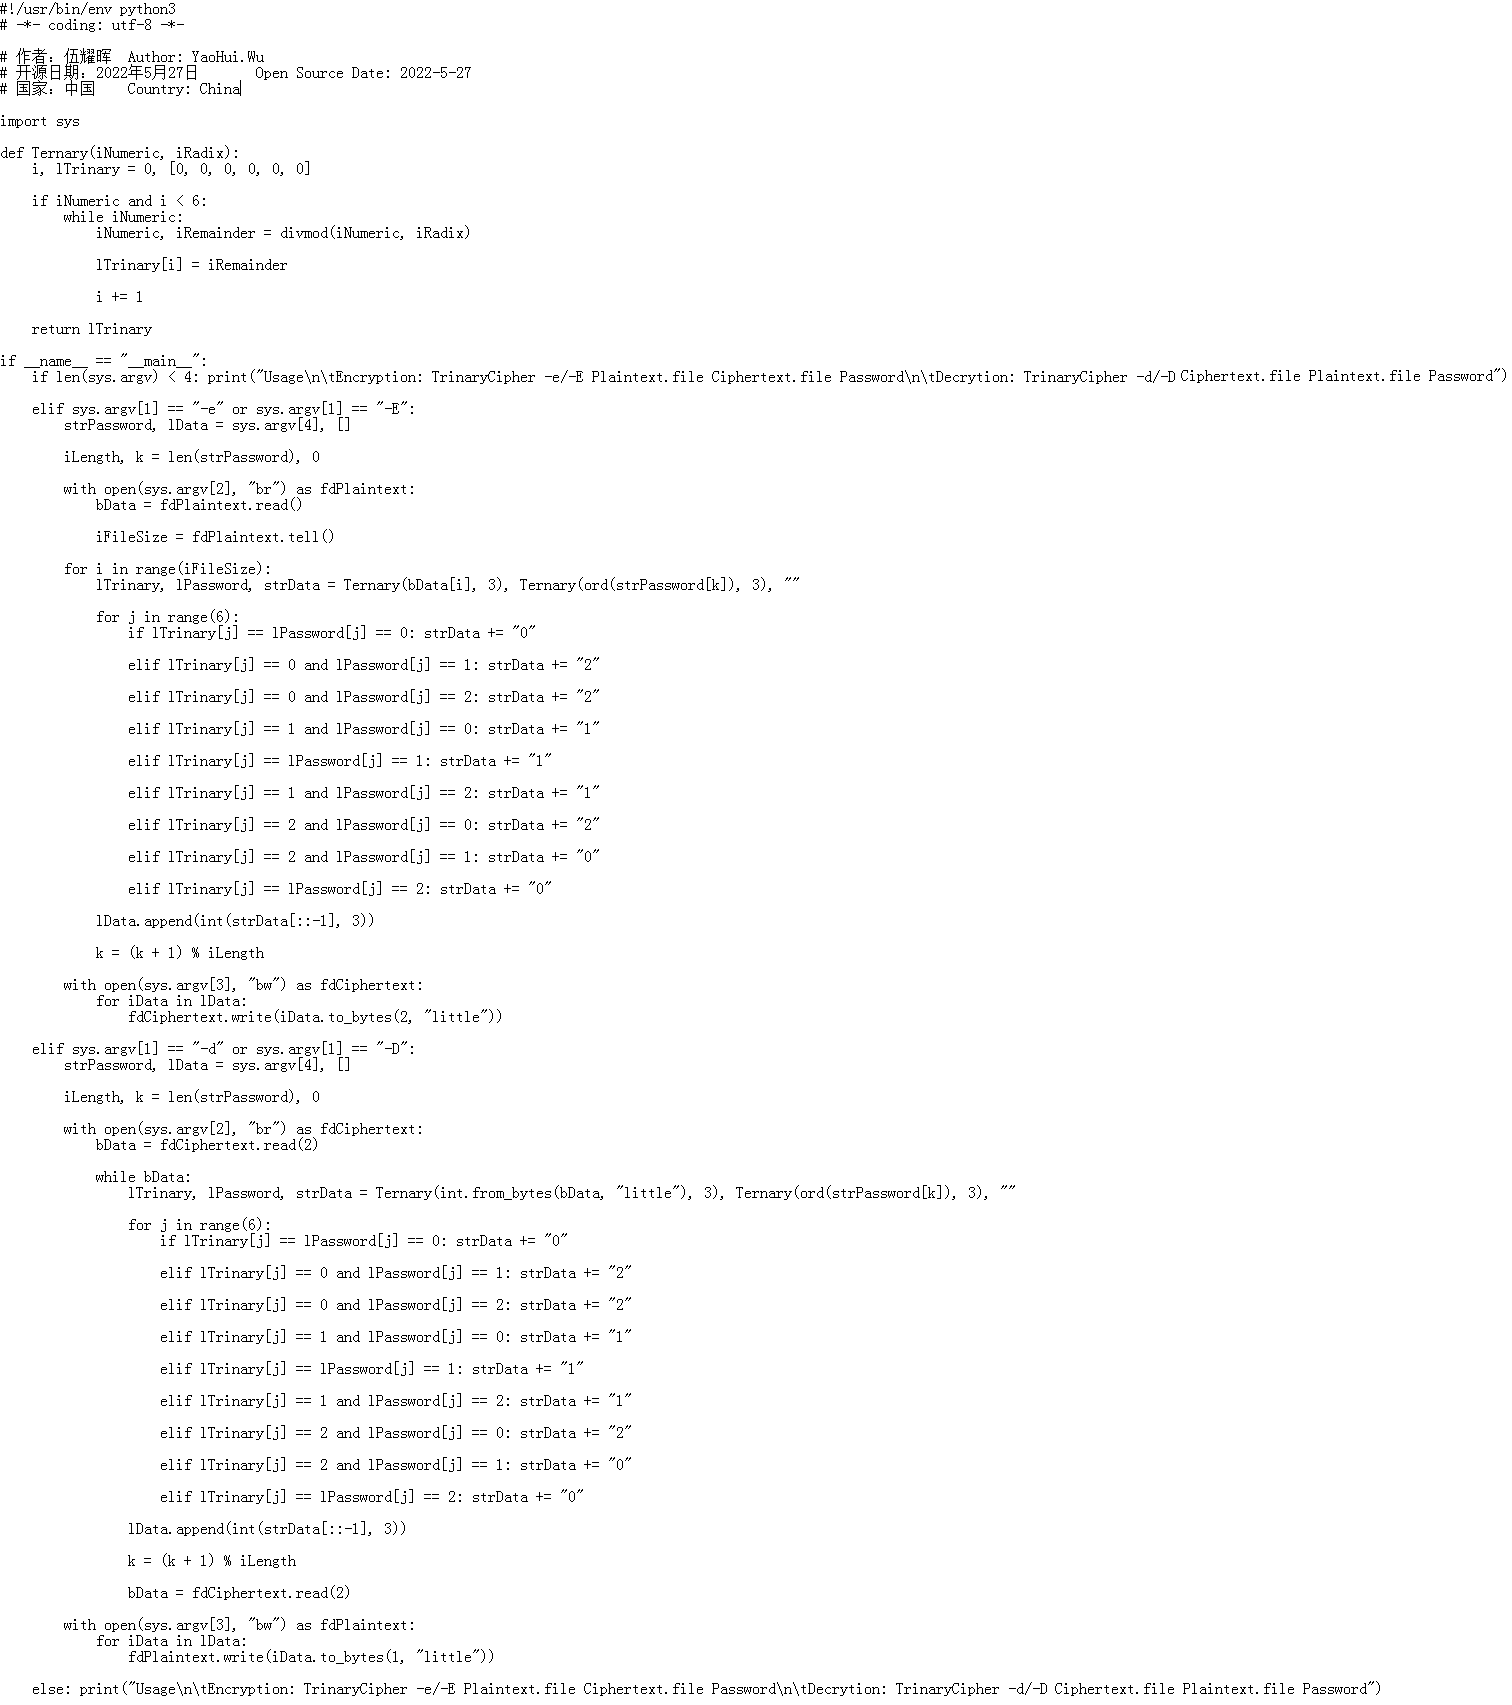 #!/usr/bin/env python3
# -*- coding: utf-8 -*-
# 作者：伍耀晖  Author: YaoHui.Wu
# 开源日期：2022年5月27日       Open Source Date: 2022-5-27
# 国家：中国    Country: China
import sys
def Ternary(iNumeric, iRadix):
    i, lTrinary = 0, [0, 0, 0, 0, 0, 0]
    if iNumeric and i < 6:
        while iNumeric:
            iNumeric, iRemainder = divmod(iNumeric, iRadix)
            lTrinary[i] = iRemainder
            i += 1
    return lTrinary
if __name__ == "__main__":
    if len(sys.argv) < 4: print("Usage\n\tEncryption: TrinaryCipher -e/-E Plaintext.file Ciphertext.file Password\n\tDecrytion: TrinaryCipher -d/-D Ciphertext.file Plaintext.file Password")
    elif sys.argv[1] == "-e" or sys.argv[1] == "-E":
        strPassword, lData = sys.argv[4], []
        iLength, k = len(strPassword), 0
        with open(sys.argv[2], "br") as fdPlaintext:
            bData = fdPlaintext.read()
            iFileSize = fdPlaintext.tell()
        for i in range(iFileSize):
            lTrinary, lPassword, strData = Ternary(bData[i], 3), Ternary(ord(strPassword[k]), 3), ""
            for j in range(6):
                if lTrinary[j] == lPassword[j] == 0: strData += "0"
                elif lTrinary[j] == 0 and lPassword[j] == 1: strData += "2"
                elif lTrinary[j] == 0 and lPassword[j] == 2: strData += "2"
                elif lTrinary[j] == 1 and lPassword[j] == 0: strData += "1"
                elif lTrinary[j] == lPassword[j] == 1: strData += "1"
                elif lTrinary[j] == 1 and lPassword[j] == 2: strData += "1"
                elif lTrinary[j] == 2 and lPassword[j] == 0: strData += "2"
                elif lTrinary[j] == 2 and lPassword[j] == 1: strData += "0"
                elif lTrinary[j] == lPassword[j] == 2: strData += "0"
            lData.append(int(strData[::-1], 3))
            k = (k + 1) % iLength
        with open(sys.argv[3], "bw") as fdCiphertext:
            for iData in lData:
                fdCiphertext.write(iData.to_bytes(2, "little"))
    elif sys.argv[1] == "-d" or sys.argv[1] == "-D":
        strPassword, lData = sys.argv[4], []
        iLength, k = len(strPassword), 0
        with open(sys.argv[2], "br") as fdCiphertext:
            bData = fdCiphertext.read(2)
            while bData:
                lTrinary, lPassword, strData = Ternary(int.from_bytes(bData, "little"), 3), Ternary(ord(strPassword[k]), 3), ""
                for j in range(6):
                    if lTrinary[j] == lPassword[j] == 0: strData += "0"
                    elif lTrinary[j] == 0 and lPassword[j] == 1: strData += "2"
                    elif lTrinary[j] == 0 and lPassword[j] == 2: strData += "2"
                    elif lTrinary[j] == 1 and lPassword[j] == 0: strData += "1"
                    elif lTrinary[j] == lPassword[j] == 1: strData += "1"
                    elif lTrinary[j] == 1 and lPassword[j] == 2: strData += "1"
                    elif lTrinary[j] == 2 and lPassword[j] == 0: strData += "2"
                    elif lTrinary[j] == 2 and lPassword[j] == 1: strData += "0"
                    elif lTrinary[j] == lPassword[j] == 2: strData += "0"
                lData.append(int(strData[::-1], 3))
                k = (k + 1) % iLength
                bData = fdCiphertext.read(2)
        with open(sys.argv[3], "bw") as fdPlaintext:
            for iData in lData:
                fdPlaintext.write(iData.to_bytes(1, "little"))
    else: print("Usage\n\tEncryption: TrinaryCipher -e/-E Plaintext.file Ciphertext.file Password\n\tDecrytion: TrinaryCipher -d/-D Ciphertext.file Plaintext.file Password")